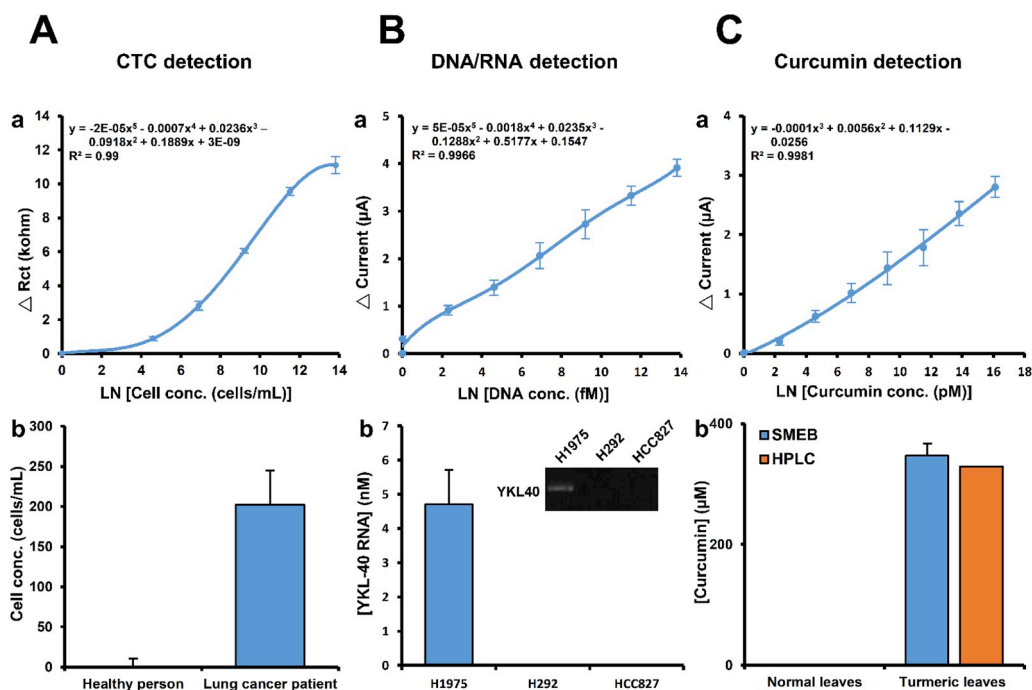 A
B
C
CTC detection
DNA/RNA detection
Curcumin detection
a
y = -2E-05x⁵ - 0.0007x⁴ + 0.0236x³ –
0.0918x² + 0.1889x + 3E-09
R² = 0.99
14
12
10
8
6
4
2
0
△ Rct (kohm)
0 2 4 6 8 10 12 14
LN [Cell conc. (cells/mL)]
a
y = 5E-05x⁵ - 0.0018x⁴ + 0.0235x³ -
0.1288x² + 0.5177x + 0.1547
R² = 0.9966
5
4
3
2
1
0
△ Current (µA)
0 2 4 6 8 10 12 14
LN [DNA conc. (fM)]
a
y = -0.0001x³ + 0.0056x² + 0.1129x -
0.0256
R² = 0.9981
4
3
2
1
0
△ Current (µA)
0 2 4 6 8 10 12 14 16 18
LN [Curcumin conc. (pM)]
b
300
250
200
150
100
50
0
Cell conc. (cells/mL)
Healthy person Lung cancer patient
b
7
6
5
4
3
2
1
0
[YKL-40 RNA] (nM)
H1975 H292 HCC827
YKL40
H1975 H292 HCC827
b
400
200
0
[Curcumin] (µM)
SMEB
HPLC
Normal leaves Turmeric leaves